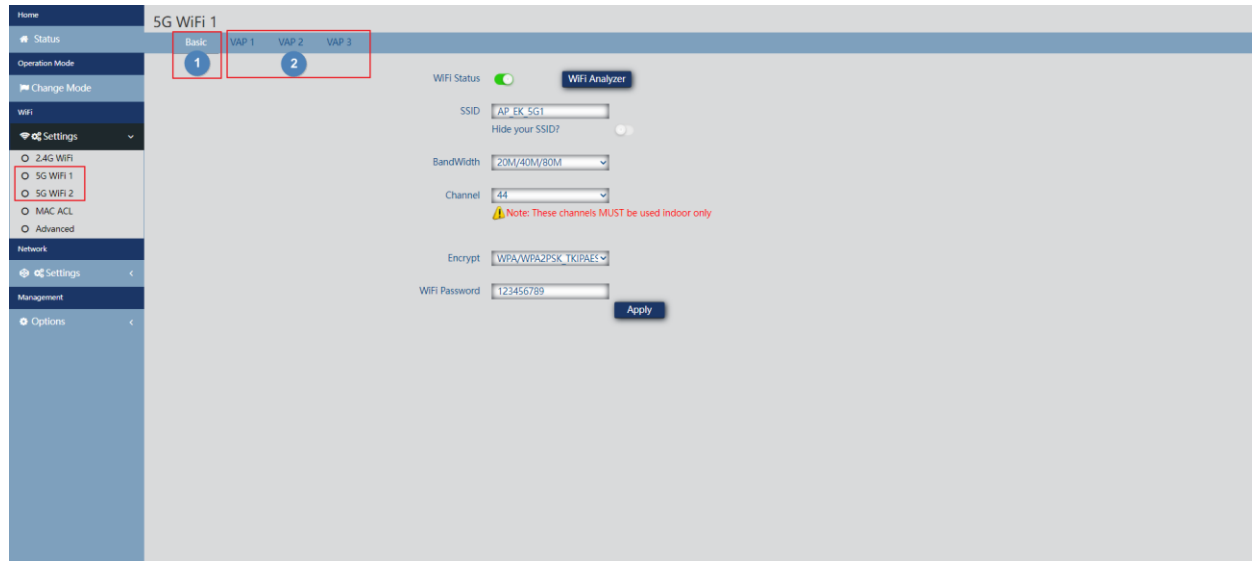 Home
Status
Operation Mode
Change Mode
WiFi
Settings
2.4G WiFi
5G WiFi 1
5G WiFi 2
MAC ACL
Advanced
Network
Settings
Management
Options
5G WiFi 1
Basic VAP 1 VAP 2 VAP 3
1 2
WiFi Status WiFi Analyzer
SSID AP_EK_5G1
Hide your SSID?
BandWidth 20M/40M/80M
Channel 44
Note: These channels MUST be used indoor only
Encrypt WPA/WPA2PSK_TKIPAES
WiFi Password 123456789
Apply